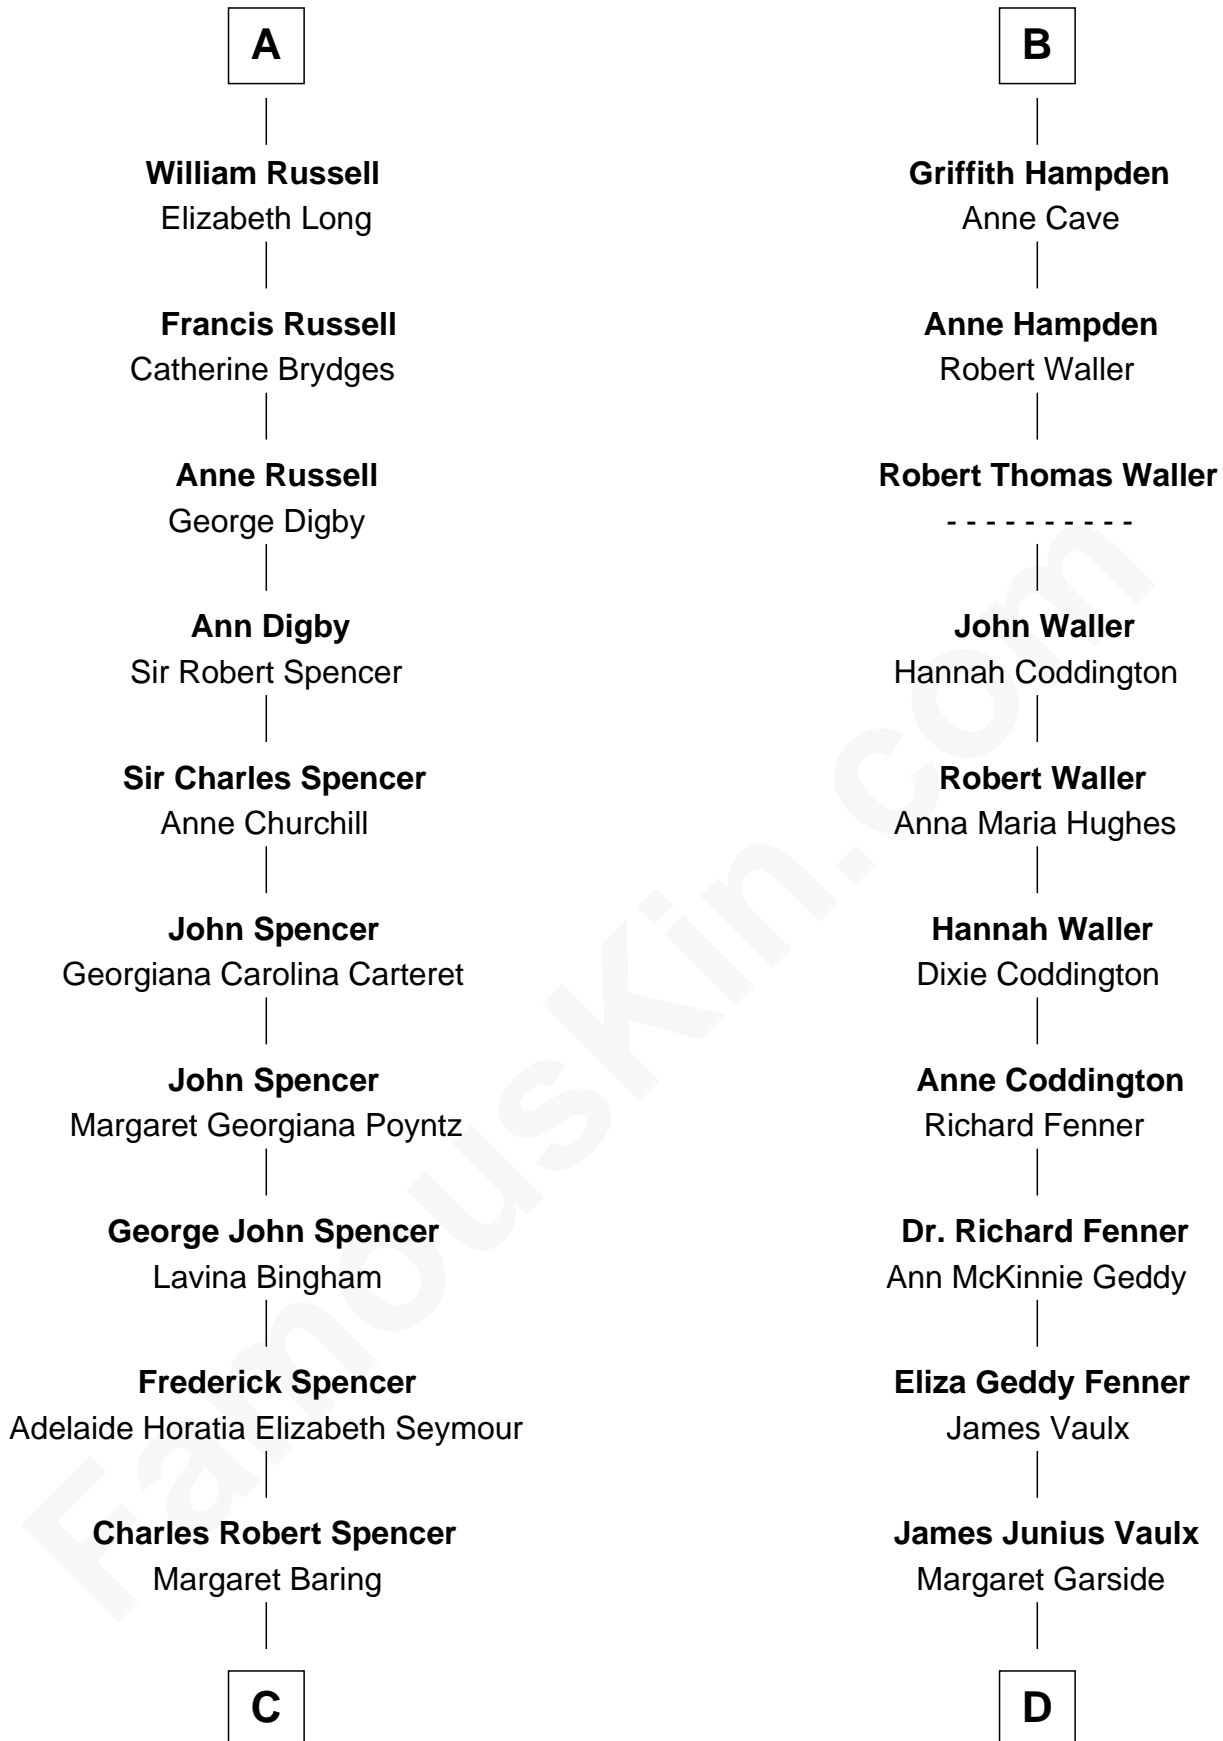 A
William Russell
Elizabeth Long
Francis Russell
Catherine Brydges
Anne Russell
George Digby
Ann Digby
Sir Robert Spencer
Sir Charles Spencer
Anne Churchill
John Spencer
Georgiana Carolina Carteret
John Spencer
Margaret Georgiana Poyntz
George John Spencer
Lavina Bingham
Frederick Spencer
Adelaide Horatia Elizabeth Seymour
Charles Robert Spencer
Margaret Baring
C
B
Griffith Hampden
Anne Cave
Anne Hampden
Robert Waller
Robert Thomas Waller
- - - - - - - - - -
John Waller
Hannah Coddington
Robert Waller
Anna Maria Hughes
Hannah Waller
Dixie Coddington
Anne Coddington
Richard Fenner
Dr. Richard Fenner
Ann McKinnie Geddy
Eliza Geddy Fenner
James Vaulx
James Junius Vaulx
Margaret Garside
D
FamousKin.com